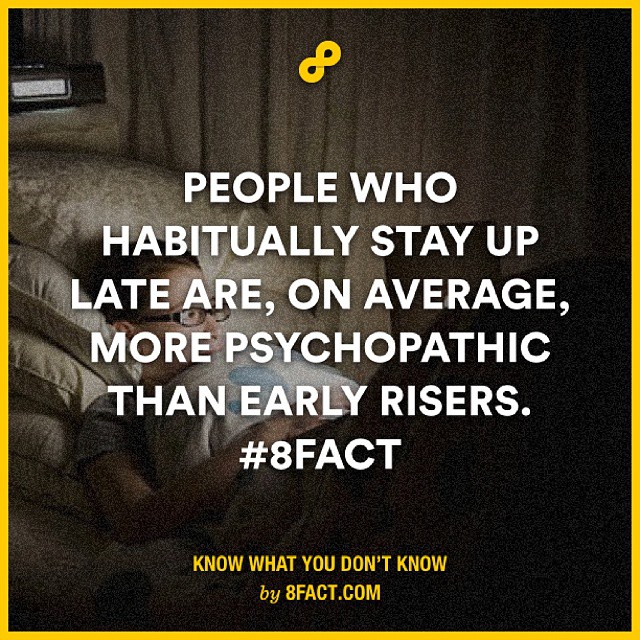 PEOPLE WHO
HABITUALLY STAY UP
LATE ARE, ON AVERAGE,
MORE PSYCHOPATHIC
THAN EARLY RISERS.
#8FACT
KNOW WHAT YOU DON'T KNOW
by 8FACT.COM